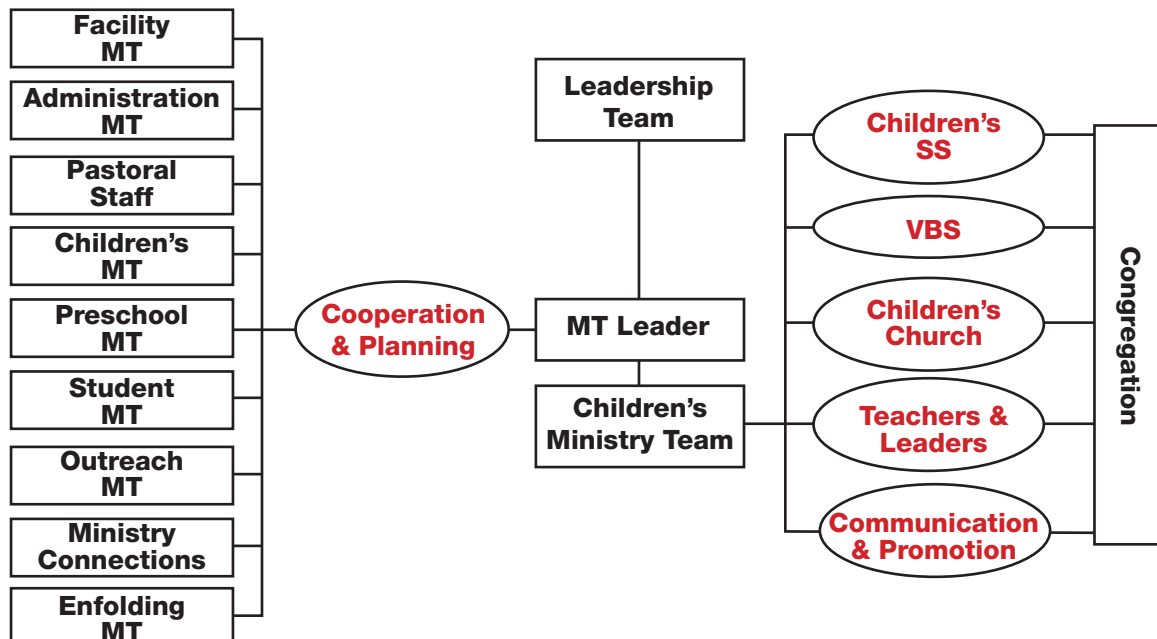 Facility
MT
Administration
MT
Pastoral
Staff
Children's
MT
Preschool
MT
Student
MT
Outreach
MT
Ministry
Connections
Enfolding
MT
Cooperation
& Planning
Leadership
Team
MT Leader
Children's
Ministry Team
Children's
SS
VBS
Children's
Church
Teachers &
Leaders
Communication
& Promotion
Congregation